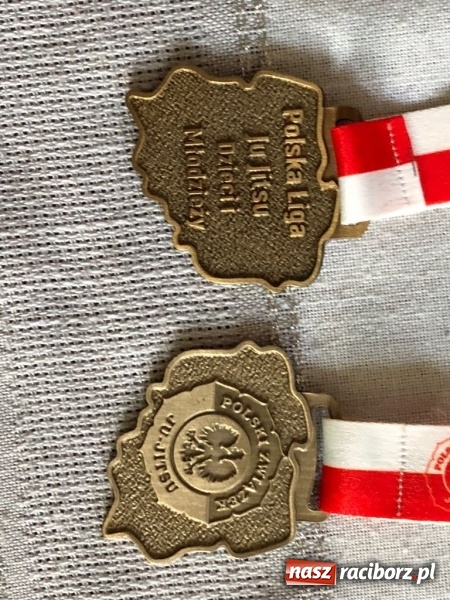 Polska Liga
Ju jitsu
Dzieci i
Młodzieży
POLSKI ZWIĄZEK
JU-JITSU
nasz raciborz.pl